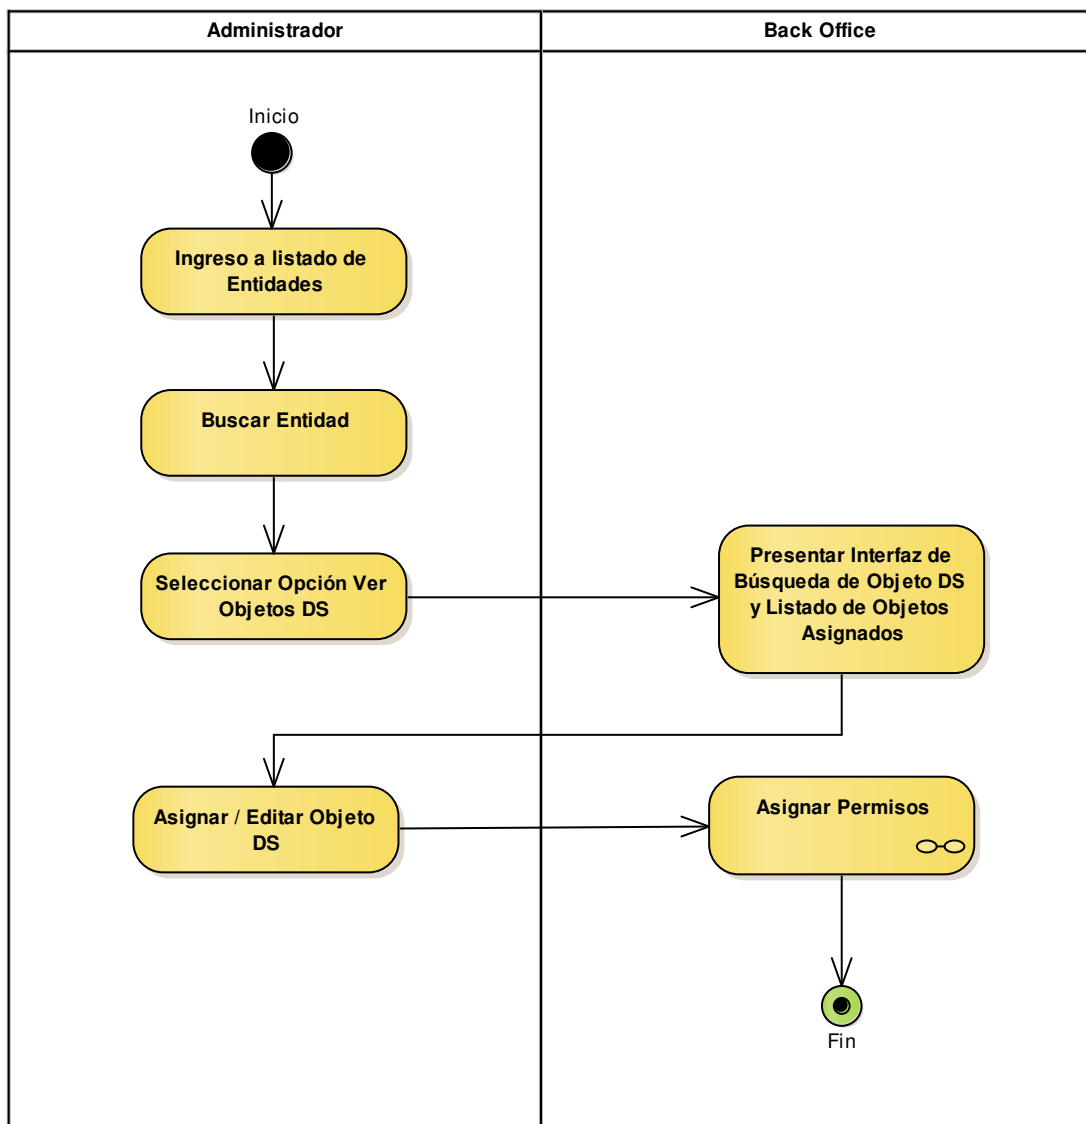 Administrador
Back Office
Inicio
Ingreso a listado de
Entidades
Buscar Entidad
Seleccionar Opción Ver
Objetos DS
Presentar Interfaz de
Búsqueda de Objeto DS
y Listado de Objetos
Asignados
Asignar / Editar Objeto
DS
Asignar Permisos
Fin